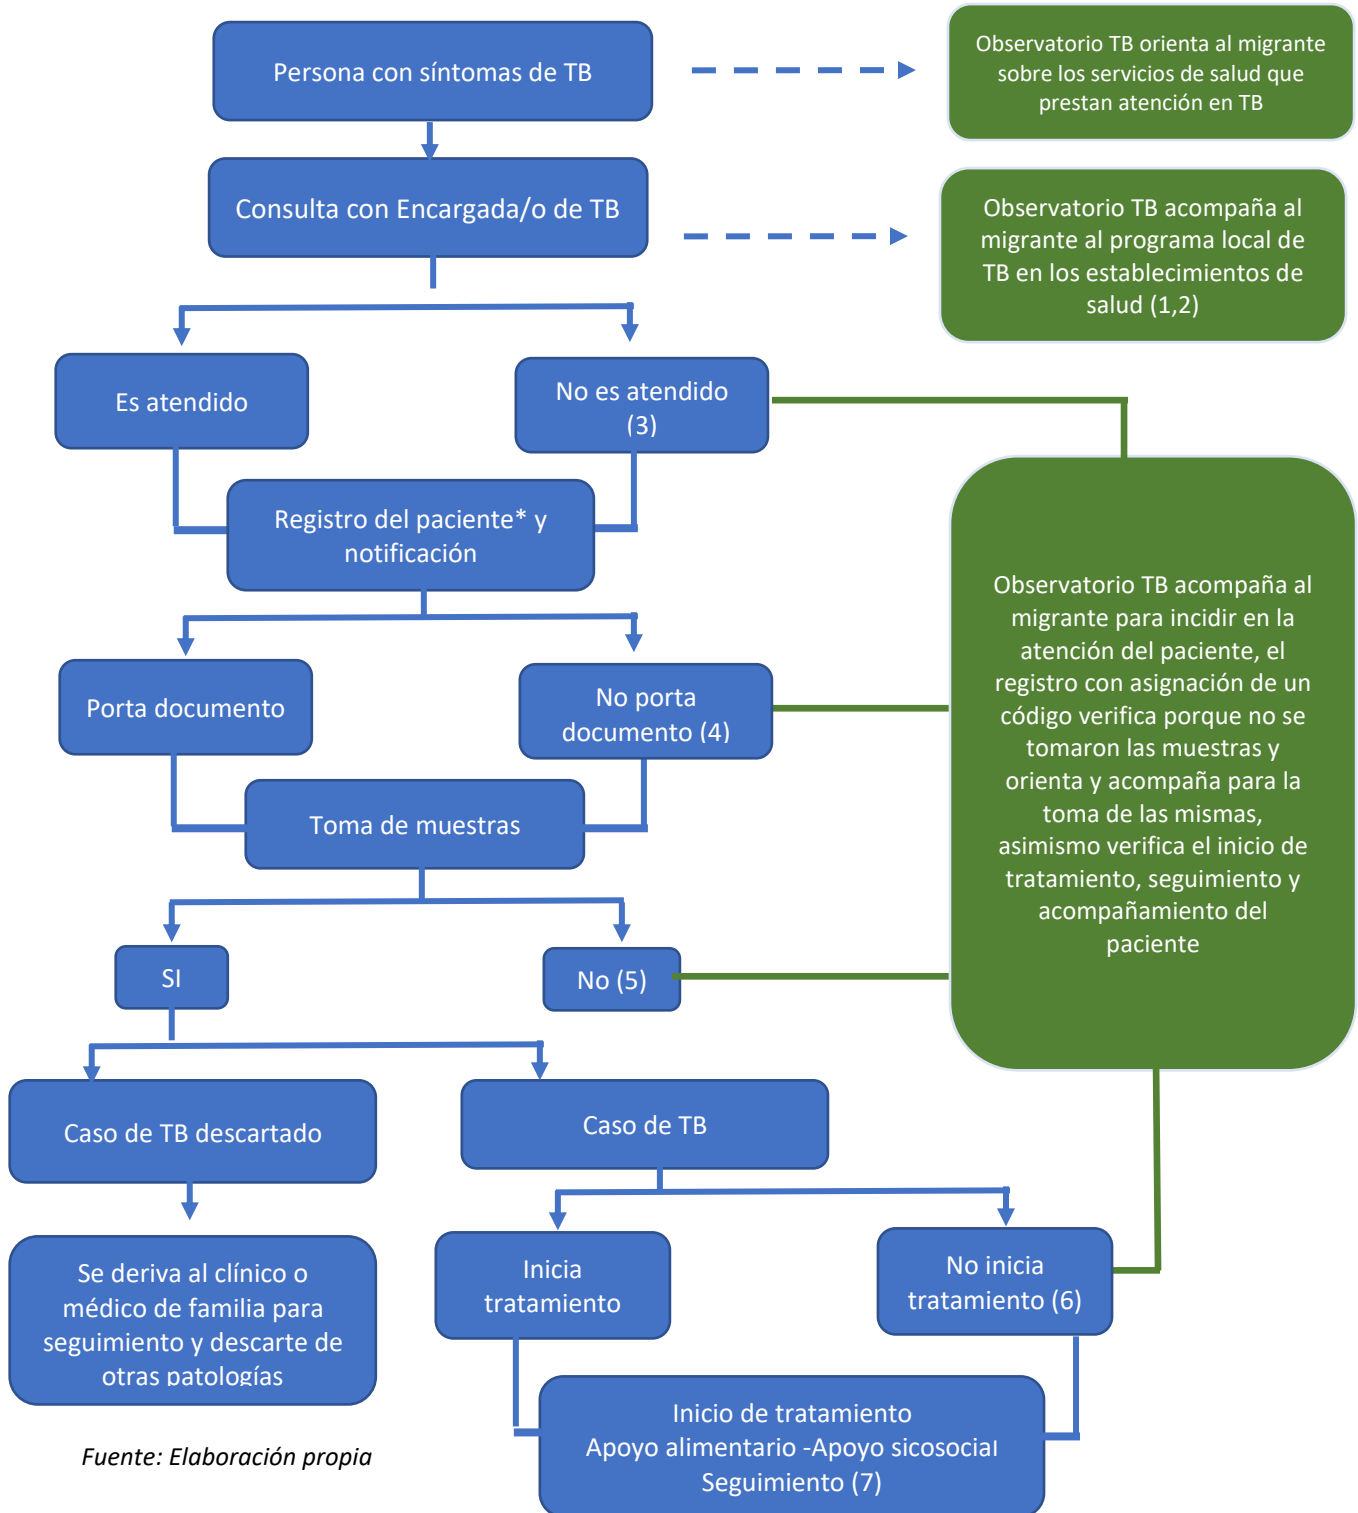 Persona con síntomas de TB
Observatorio TB orienta al migrante
sobre los servicios de salud que
prestan atención en TB
Consulta con Encargada/o de TB
Observatorio TB acompaña al
migrante al programa local de
TB en los establecimientos de
salud (1,2)
Es atendido
No es atendido
(3)
Registro del paciente* y
notificación
Porta documento
No porta
documento (4)
Observatorio TB acompaña al
migrante para incidir en la
atención del paciente, el
registro con asignación de un
código verifica porque no se
tomaron las muestras y
orienta y acompaña para la
toma de las mismas,
asimismo verifica el inicio de
tratamiento, seguimiento y
acompañamiento del
paciente
Toma de muestras
SI
No (5)
Caso de TB descartado
Caso de TB
Se deriva al clínico o
médico de familia para
seguimiento y descarte de
otras patologías
Inicia
tratamiento
No inicia
tratamiento (6)
Inicio de tratamiento
Apoyo alimentario -Apoyo sicosocial
Seguimiento (7)
Fuente: Elaboración propia